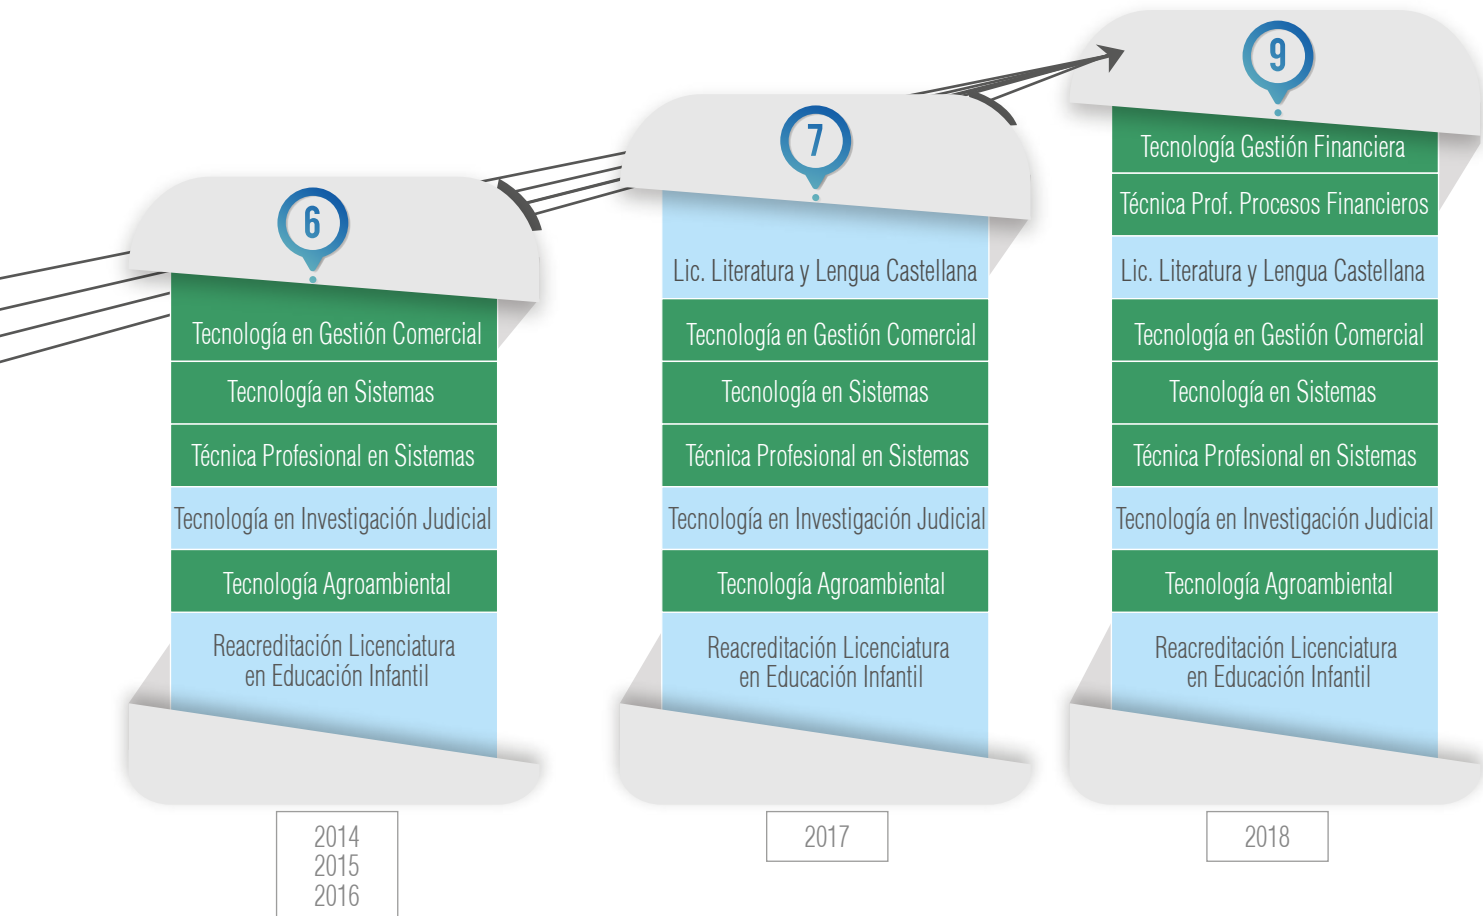 6
Tecnología en Gestión Comercial
Tecnología en Sistemas
Técnica Profesional en Sistemas
Tecnología en Investigación Judicial
Tecnología Agroambiental
Reacreditación Licenciatura
en Educación Infantil
2014
2015
2016
7
Lic. Literatura y Lengua Castellana
Tecnología en Gestión Comercial
Tecnología en Sistemas
Técnica Profesional en Sistemas
Tecnología en Investigación Judicial
Tecnología Agroambiental
Reacreditación Licenciatura
en Educación Infantil
2017
9
Tecnología Gestión Financiera
Técnica Prof. Procesos Financieros
Lic. Literatura y Lengua Castellana
Tecnología en Gestión Comercial
Tecnología en Sistemas
Técnica Profesional en Sistemas
Tecnología en Investigación Judicial
Tecnología Agroambiental
Reacreditación Licenciatura
en Educación Infantil
2018